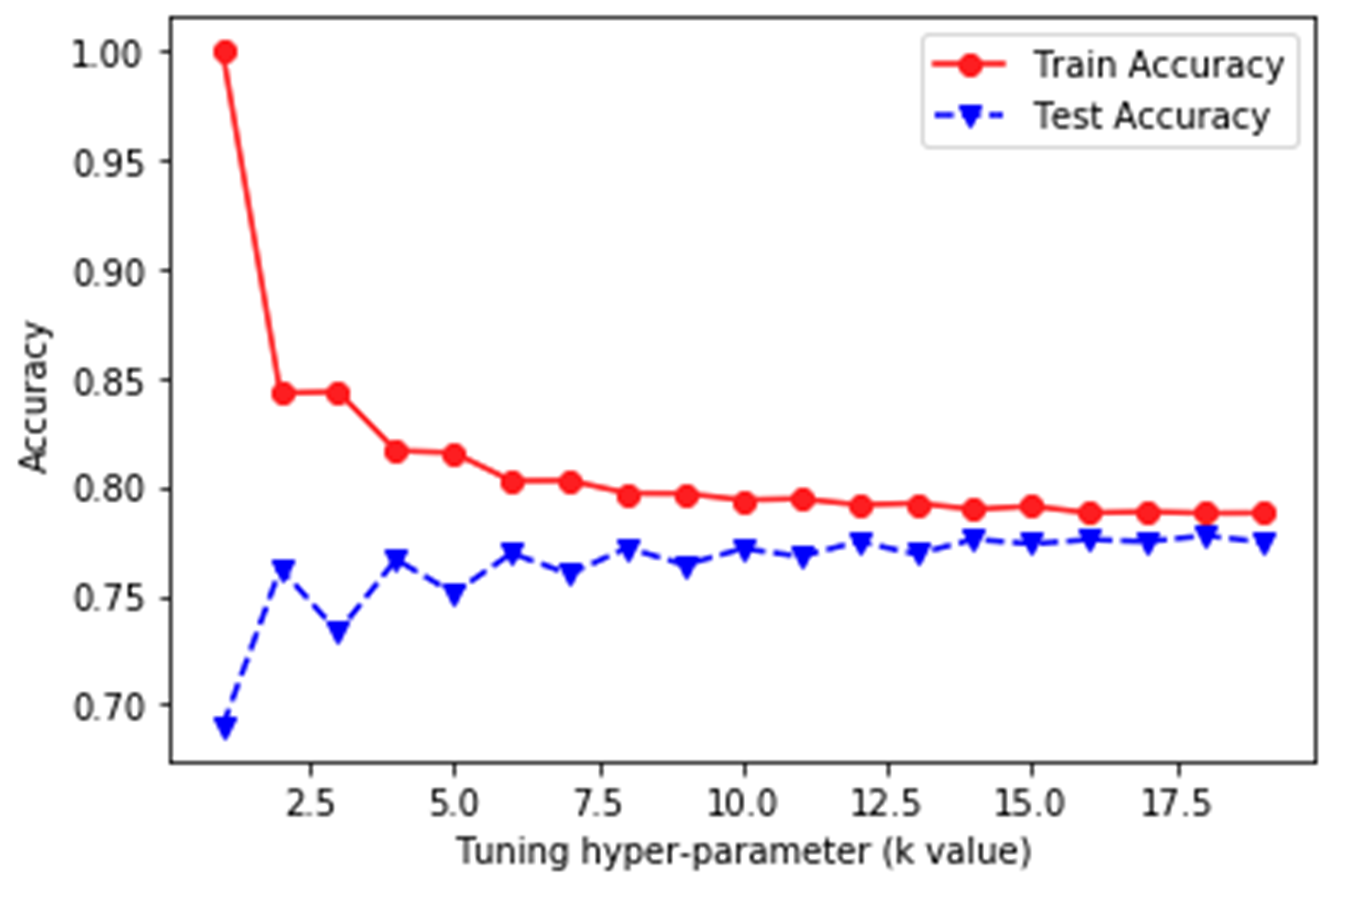 Train Accuracy
Test Accuracy
1.00
0.95
0.90
0.85
0.80
0.75
0.70
Accuracy
2.5 5.0 7.5 10.0 12.5 15.0 17.5
Tuning hyper-parameter (k value)